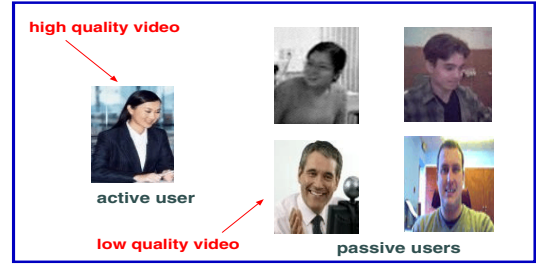 high quality video
active user
low quality video
passive users